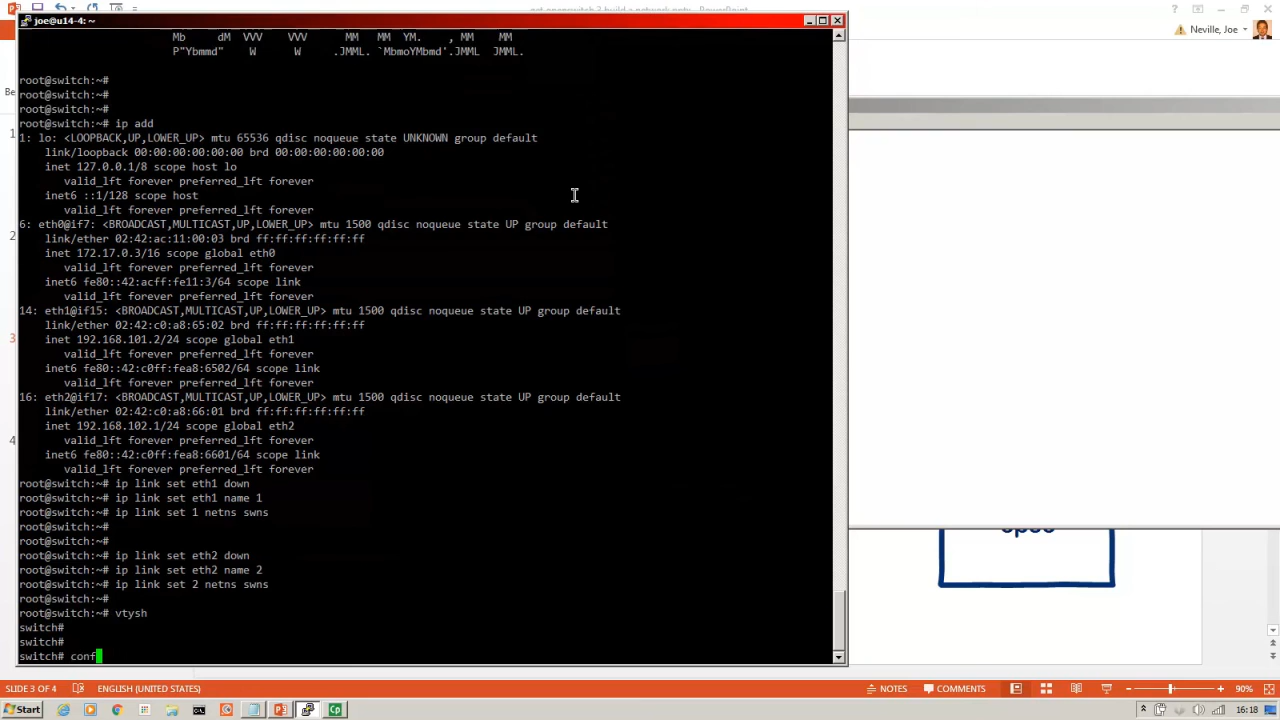 get openswitch 3 build a network.pptx - PowerPoint
Neville, Joe
joe@u14-4: ~
Mb dM VVV VVV MM MM YM. , MM MM
P"Ybmmd" W W .JMML. `MbmoYMbmd'.JMML JMML.
root@switch:~#
root@switch:~#
root@switch:~#
root@switch:~# ip add
1: lo: <LOOPBACK,UP,LOWER_UP> mtu 65536 qdisc noqueue state UNKNOWN group default
link/loopback 00:00:00:00:00:00 brd 00:00:00:00:00:00
inet 127.0.0.1/8 scope host lo
valid_lft forever preferred_lft forever
inet6 ::1/128 scope host
valid_lft forever preferred_lft forever
6: eth0@if7: <BROADCAST,MULTICAST,UP,LOWER_UP> mtu 1500 qdisc noqueue state UP group default
link/ether 02:42:ac:11:00:03 brd ff:ff:ff:ff:ff:ff
inet 172.17.0.3/16 scope global eth0
valid_lft forever preferred_lft forever
inet6 fe80::42:acff:fe11:3/64 scope link
valid_lft forever preferred_lft forever
14: eth1@if15: <BROADCAST,MULTICAST,UP,LOWER_UP> mtu 1500 qdisc noqueue state UP group default
link/ether 02:42:c0:a8:65:02 brd ff:ff:ff:ff:ff:ff
inet 192.168.101.2/24 scope global eth1
valid_lft forever preferred_lft forever
inet6 fe80::42:c0ff:fea8:6502/64 scope link
valid_lft forever preferred_lft forever
16: eth2@if17: <BROADCAST,MULTICAST,UP,LOWER_UP> mtu 1500 qdisc noqueue state UP group default
link/ether 02:42:c0:a8:66:01 brd ff:ff:ff:ff:ff:ff
inet 192.168.102.1/24 scope global eth2
valid_lft forever preferred_lft forever
inet6 fe80::42:c0ff:fea8:6601/64 scope link
valid_lft forever preferred_lft forever
root@switch:~# ip link set eth1 down
root@switch:~# ip link set eth1 name 1
root@switch:~# ip link set 1 netns swns
root@switch:~#
root@switch:~#
root@switch:~# ip link set eth2 down
root@switch:~# ip link set eth2 name 2
root@switch:~# ip link set 2 netns swns
root@switch:~#
root@switch:~# vtysh
switch#
switch#
switch# conf
1
2
3
4
SLIDE 3 OF 4 ENGLISH (UNITED STATES) NOTES COMMENTS 90%
Start 16:18